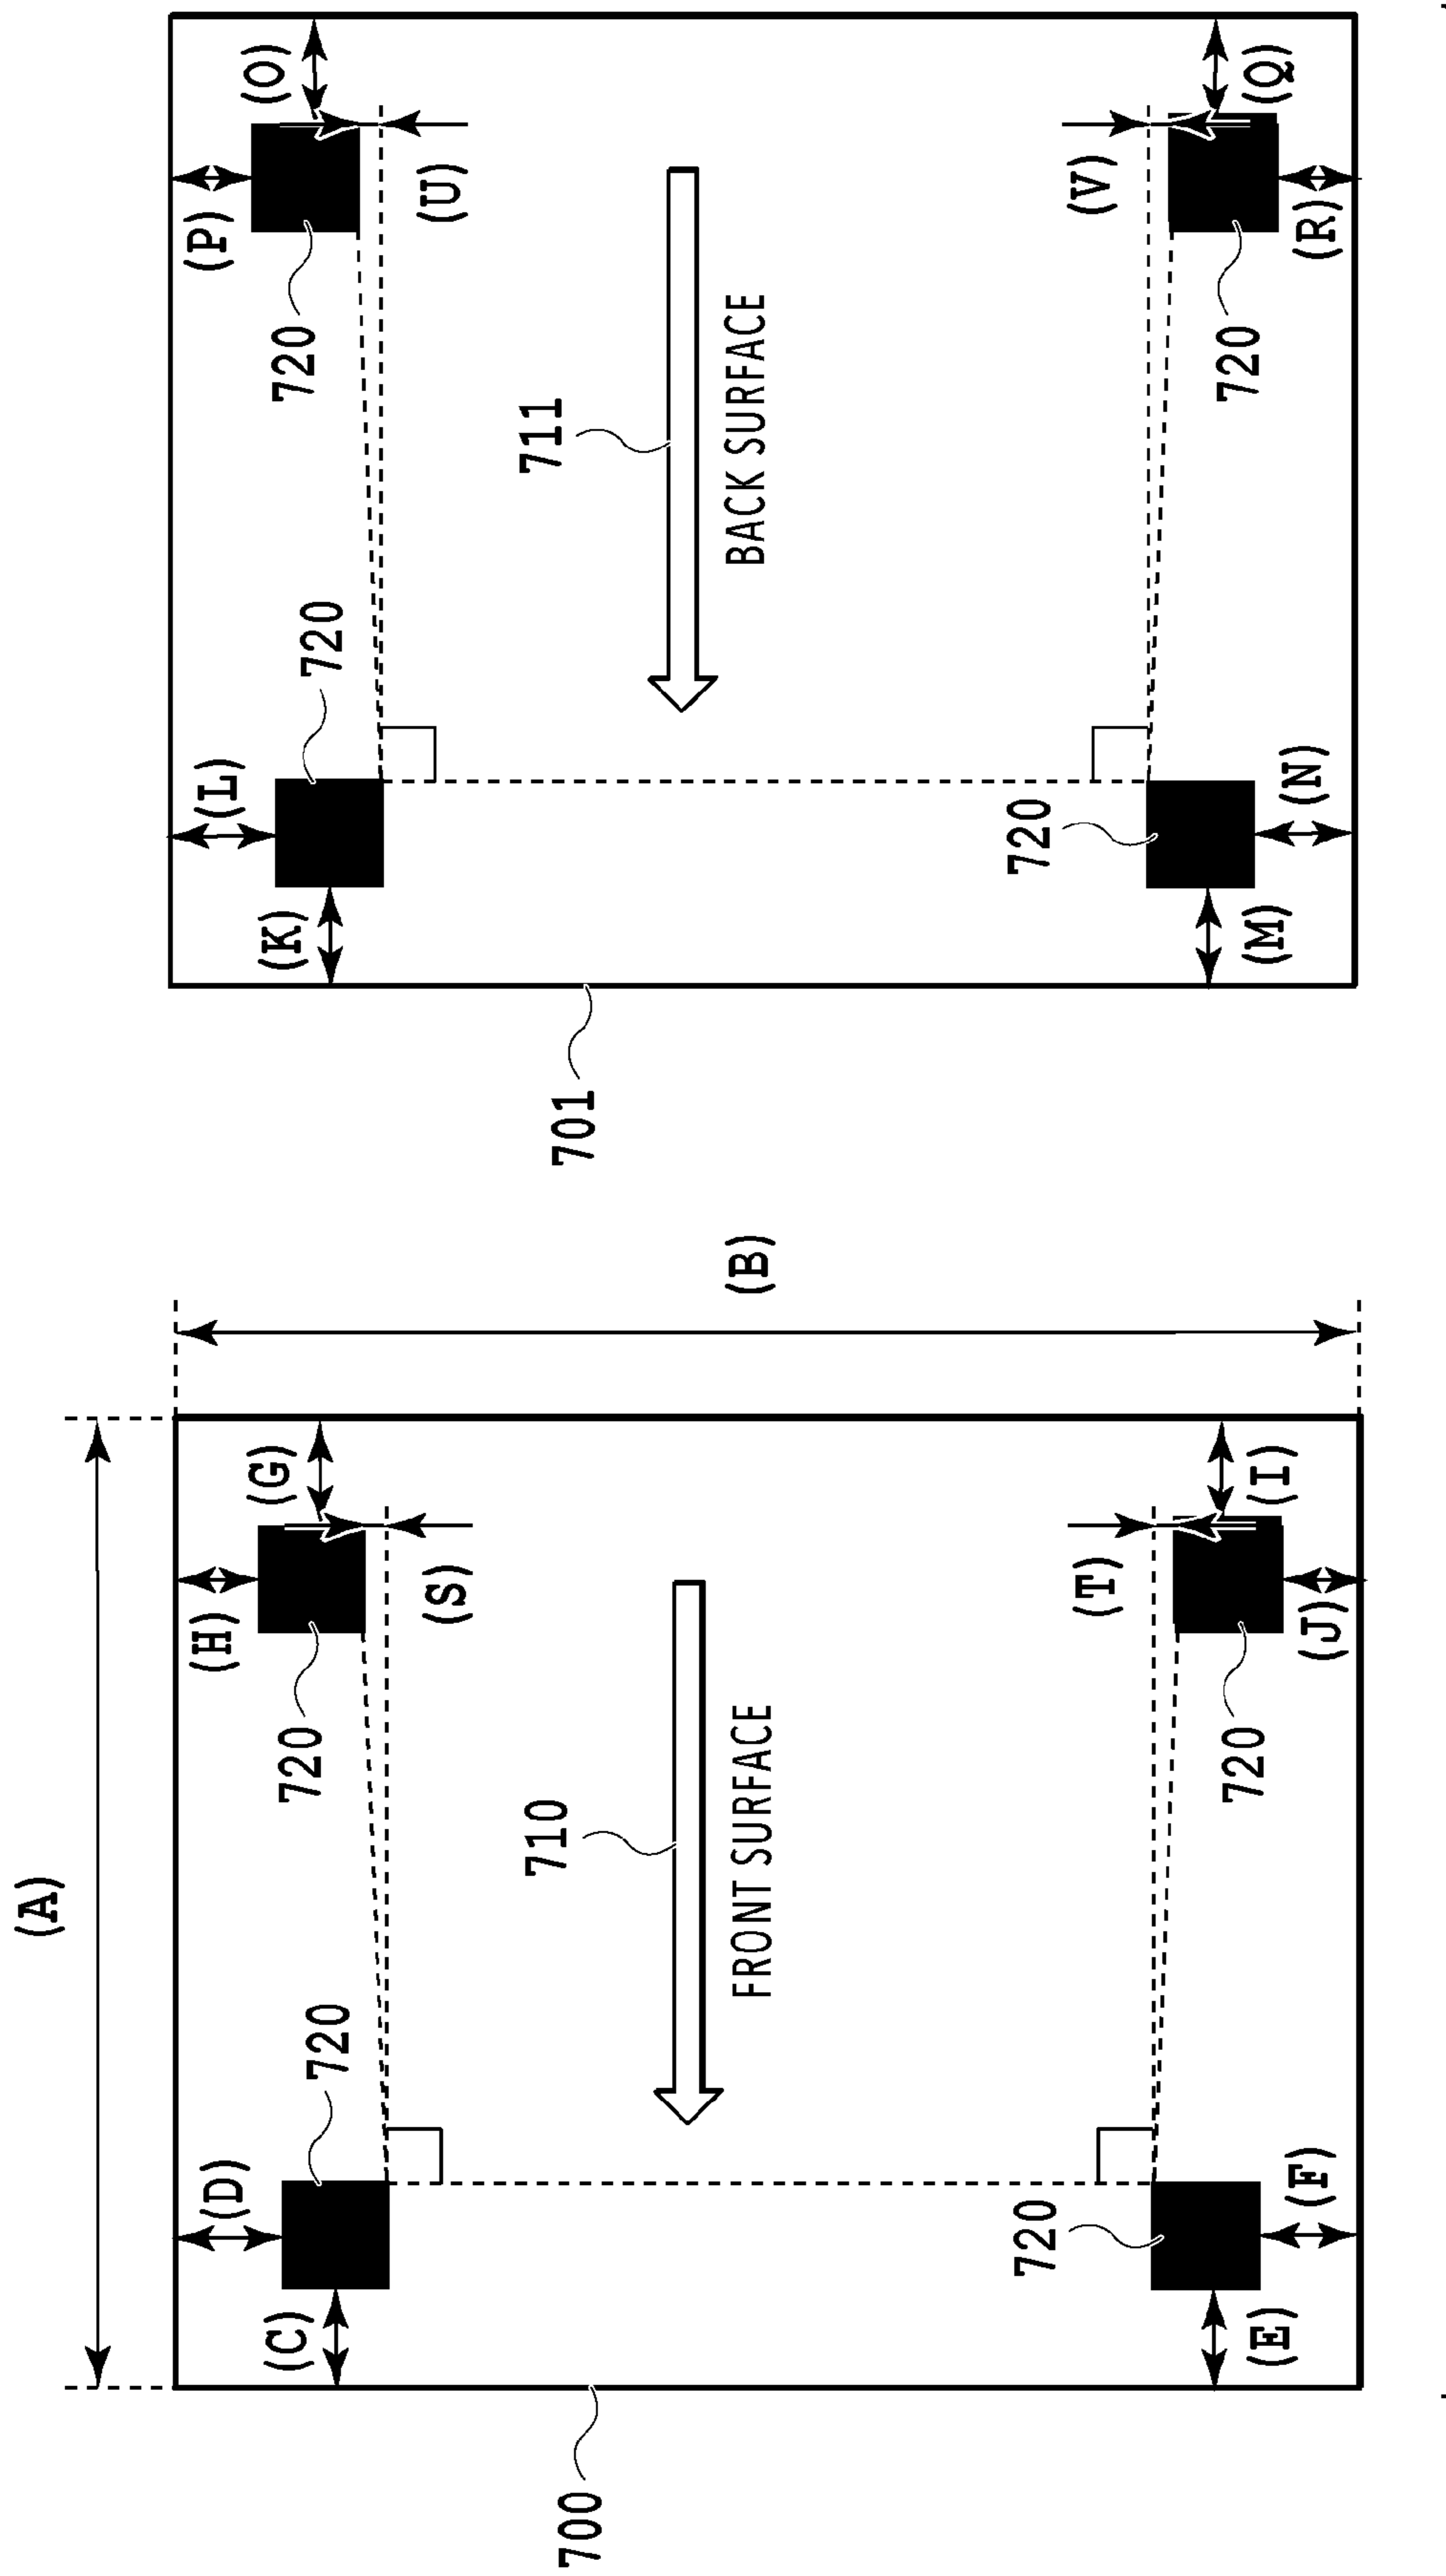 (A)
(D)
(H)
(C)
(G)
720
720
(S)
710
700
FRONT SURFACE
(B)
720
(T)
720
(E)
(I)
(F)
(J)
(L)
(P)
(K)
(O)
720
720
(U)
711
701
BACK SURFACE
720
(V)
720
(M)
(Q)
(N)
(R)